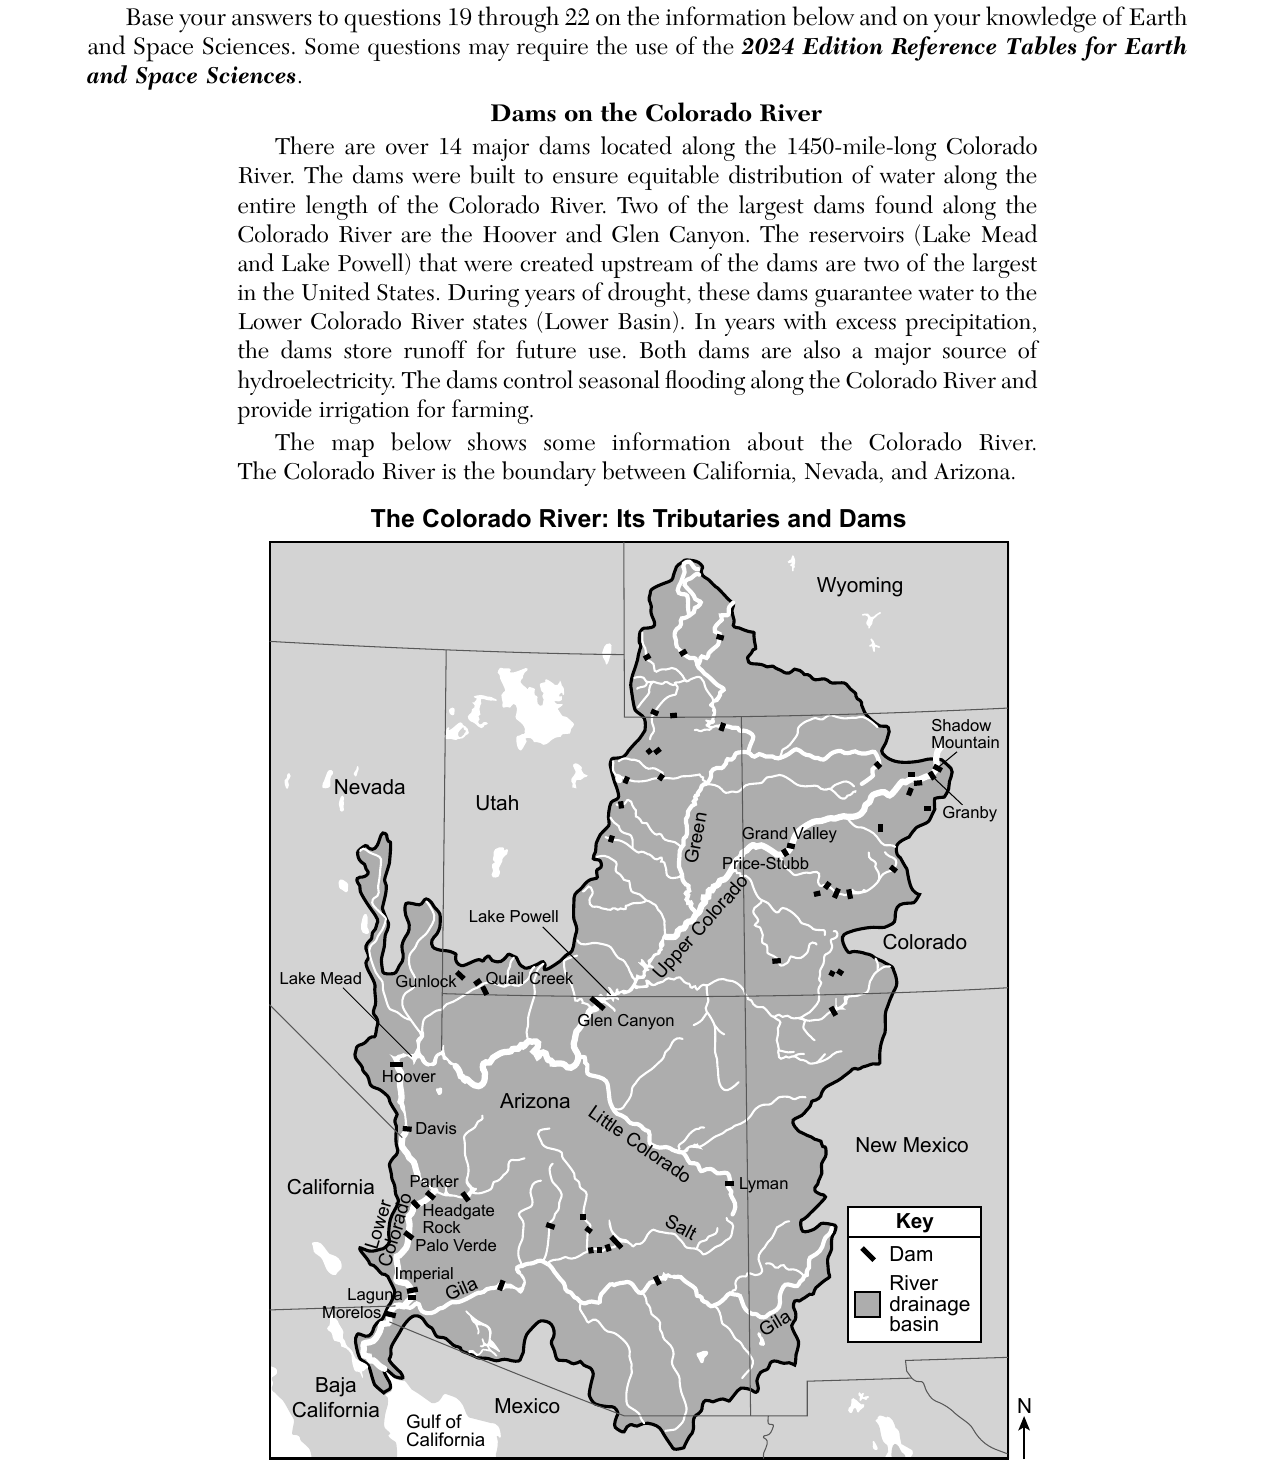 Base your answers to questions 19 through 22 on the information below and on your knowledge of Earth
and Space Sciences. Some questions may require the use of the 2024 Edition Reference Tables for Earth
and Space Sciences.
Dams on the Colorado River
There are over 14 major dams located along the 1450-mile-long Colorado
River. The dams were built to ensure equitable distribution of water along the
entire length of the Colorado River. Two of the largest dams found along the
Colorado River are the Hoover and Glen Canyon. The reservoirs (Lake Mead
and Lake Powell) that were created upstream of the dams are two of the largest
in the United States. During years of drought, these dams guarantee water to the
Lower Colorado River states (Lower Basin). In years with excess precipitation,
the dams store runoff for future use. Both dams are also a major source of
hydroelectricity. The dams control seasonal flooding along the Colorado River and
provide irrigation for farming.
The map below shows some information about the Colorado River.
The Colorado River is the boundary between California, Nevada, and Arizona.
The Colorado River: Its Tributaries and Dams
Wyoming
Shadow
Mountain
Nevada
Utah
Granby
Green
Grand Valley
Price-Stubb
Upper Colorado
Lake Powell
Colorado
Lake Mead
Gunlock
Quail Creek
Glen Canyon
Hoover
Arizona
Little Colorado
Davis
New Mexico
California
Parker
Lyman
Lower
Colorado
Headgate
Rock
Palo Verde
Salt
Key
Dam
River
drainage
basin
Imperial
Gila
Laguna
Morelos
Gila
Baja
California
Mexico
Gulf of
California
N